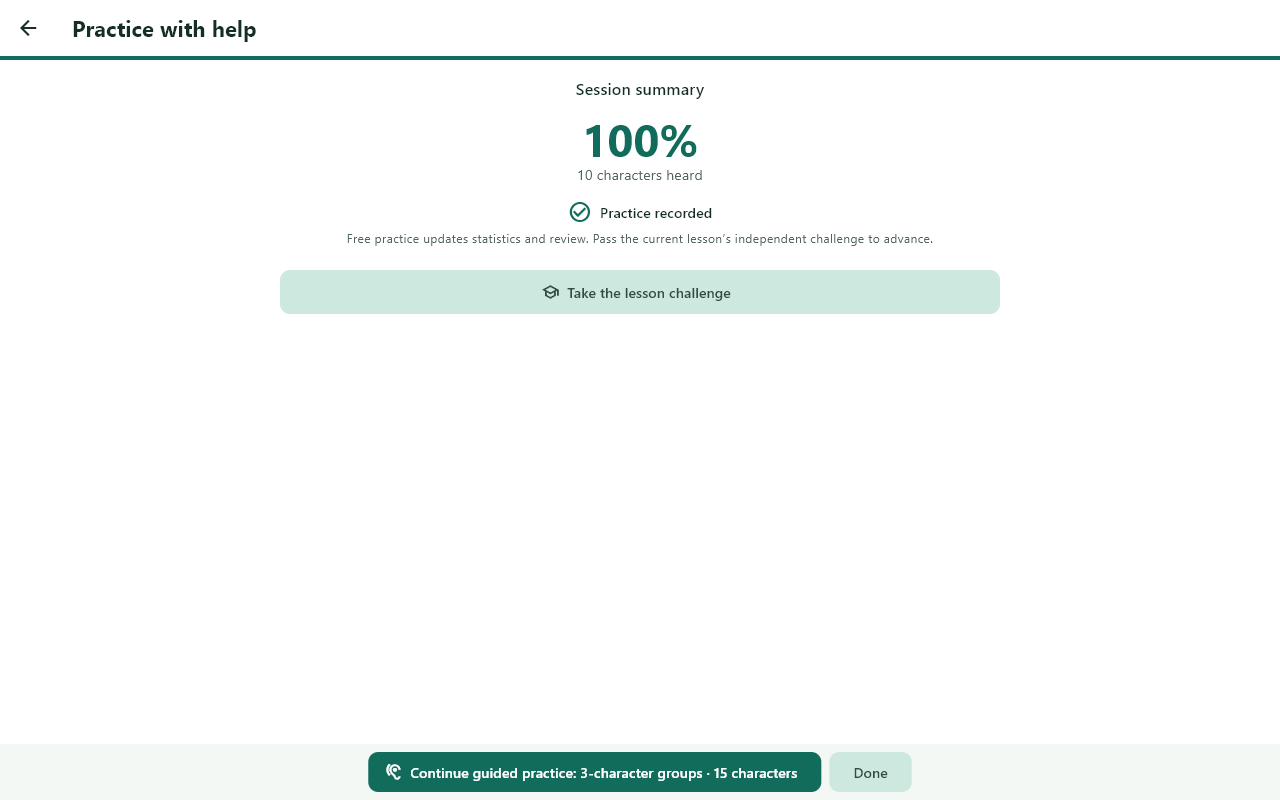 Practice with help
Session summary
100%
10 characters heard
Practice recorded
Free practice updates statistics and review. Pass the current lesson’s independent challenge to advance.
Take the lesson challenge
Continue guided practice: 3-character groups · 15 characters
Done